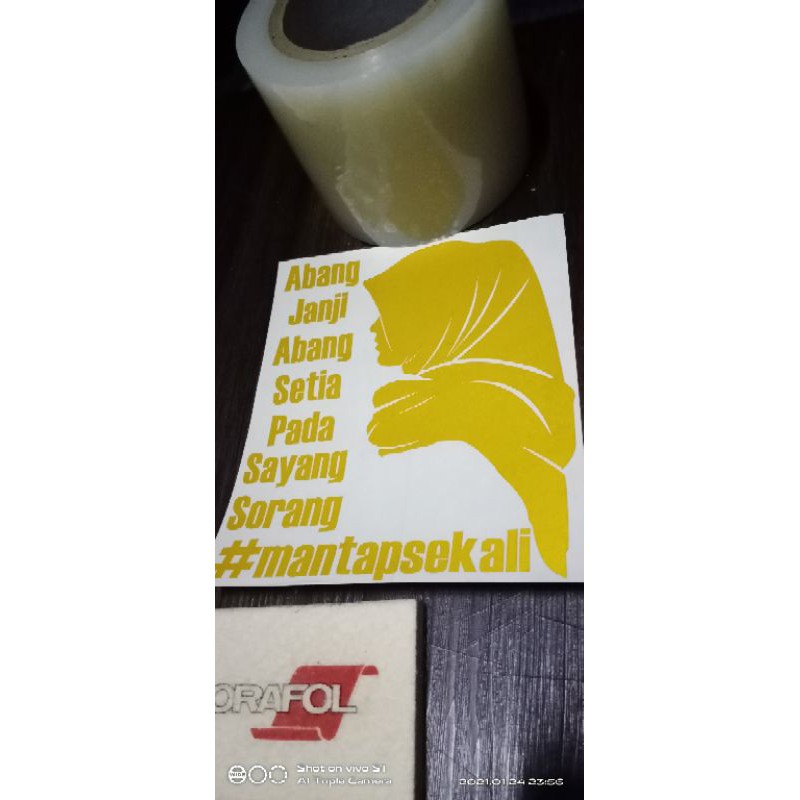 Abang
Janji
Abang
Setia
Pada
Sayang
Sorang
#mantapsekali
ORAFOL
Shot on vivo S1
AI Triple Camera
2021.01.24 23:56